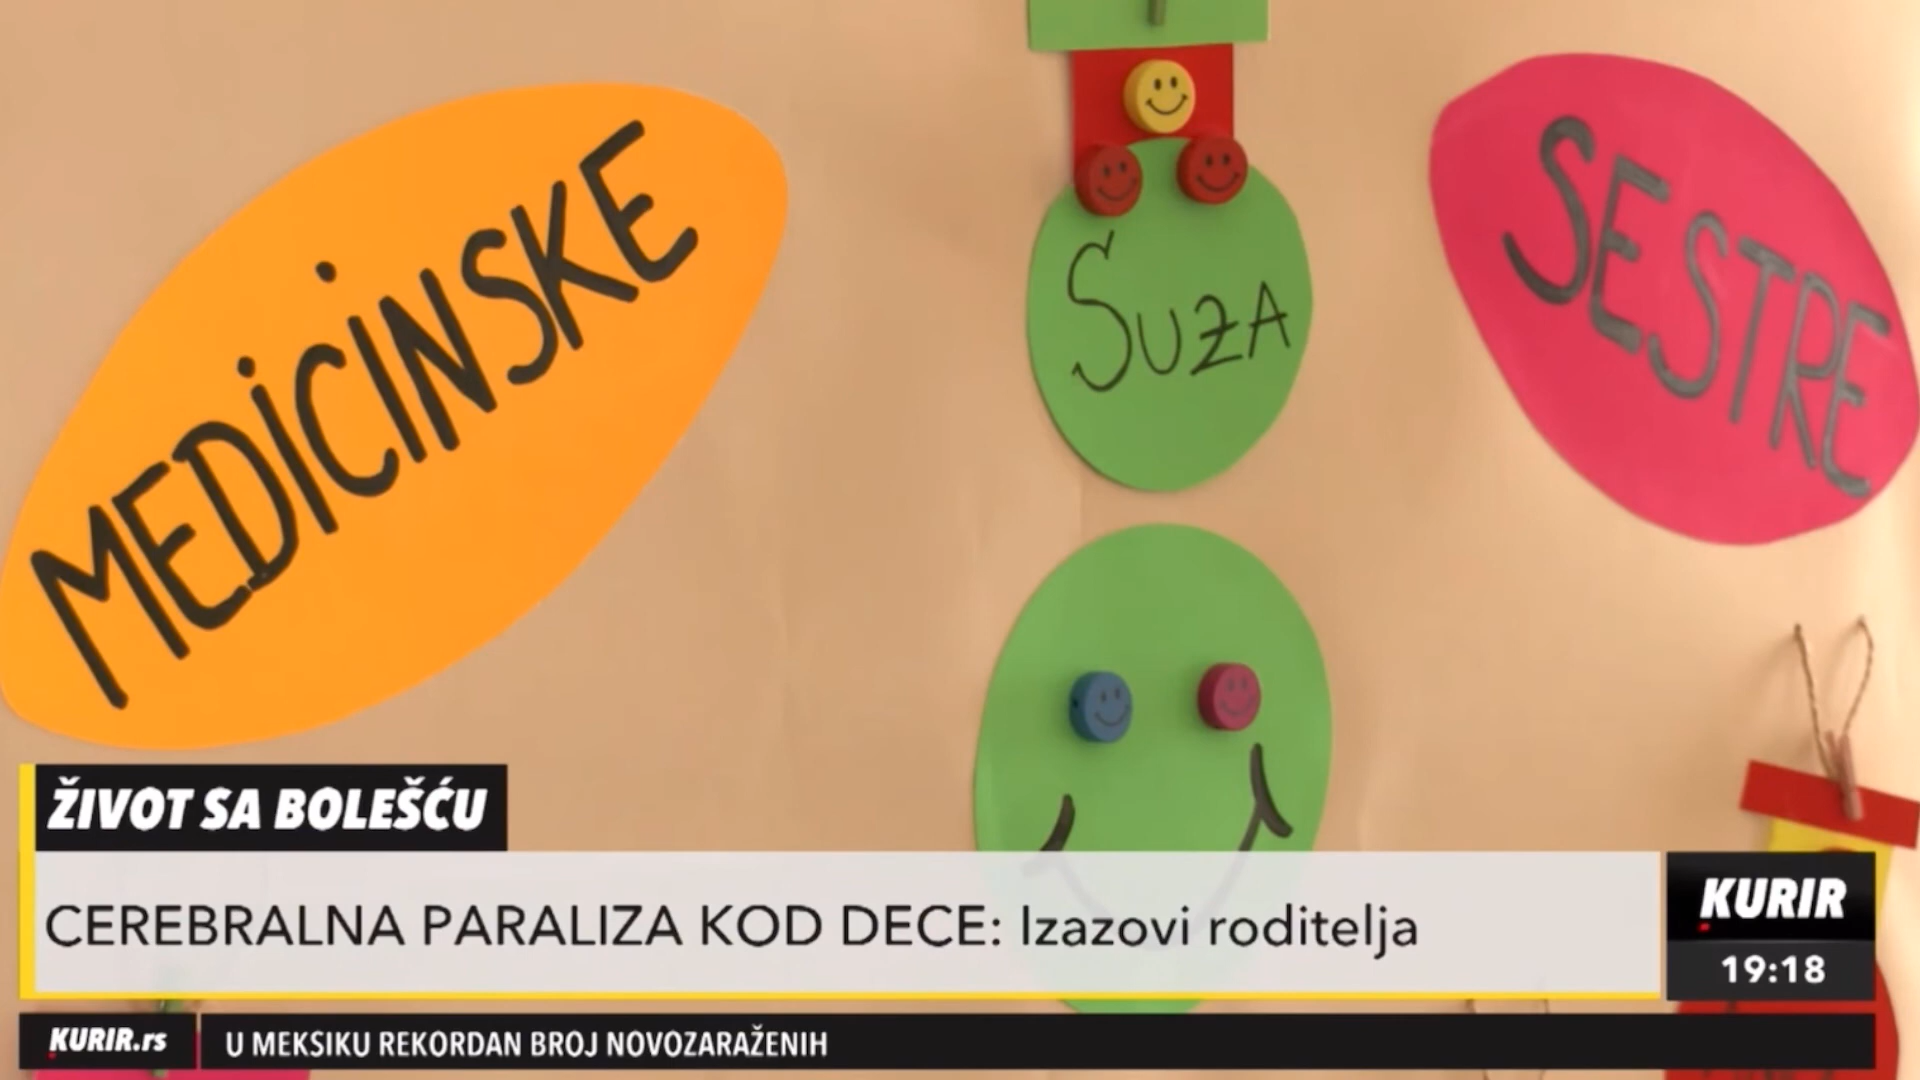 MEDICINSKE
SUZA
SESTRE
ŽIVOT SA BOLEŠĆU
CEREBRALNA PARALIZA KOD DECE: Izazovi roditelja
KURIR
19:18
KURIR.rs
U MEKSIKU REKORDAN BROJ NOVOZARAŽENIH